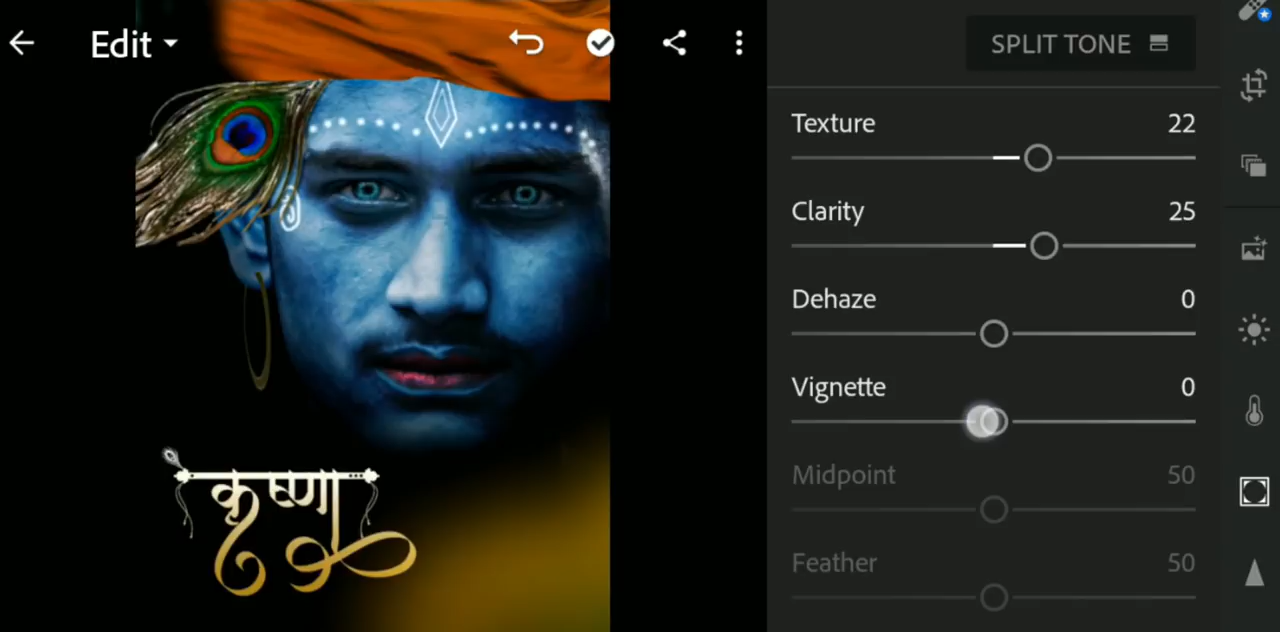 Edit
SPLIT TONE
Texture 22
Clarity 25
Dehaze 0
Vignette 0
Midpoint 50
Feather 50
कृष्णा